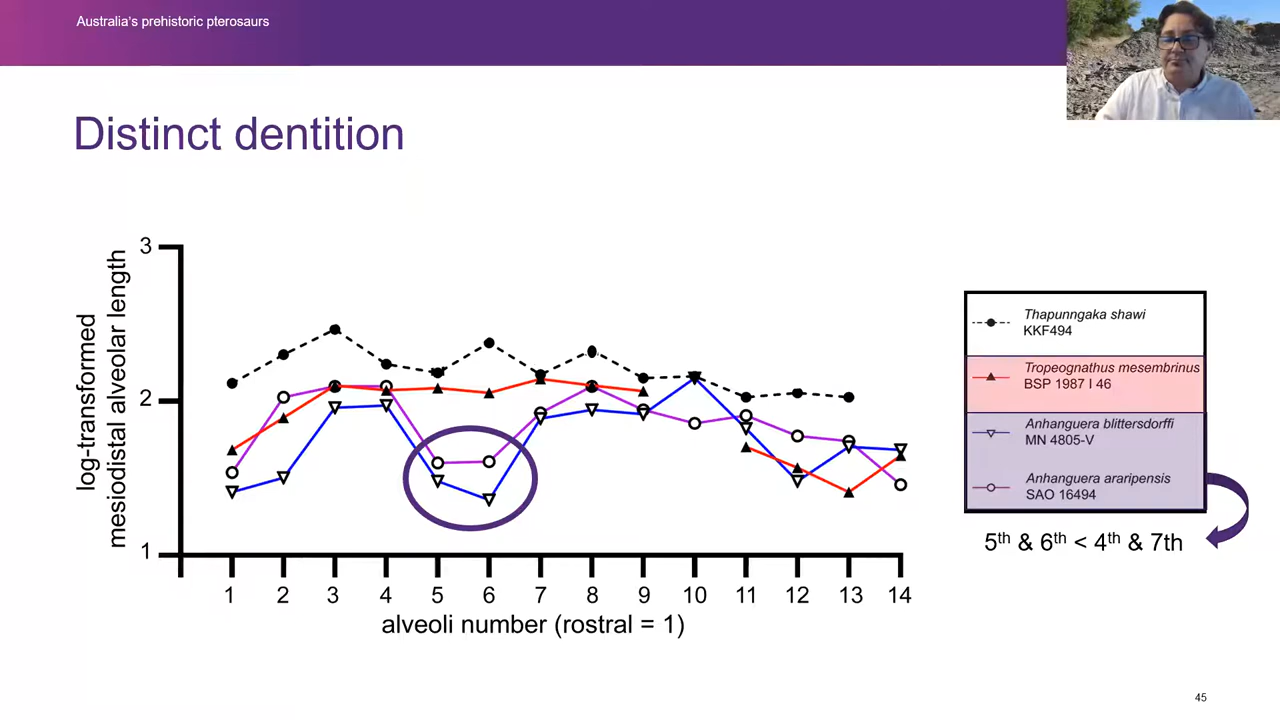 Australia's prehistoric pterosaurs
Distinct dentition
log-transformed
mesiodistal alveolar length
3
2
1
1 2 3 4 5 6 7 8 9 10 11 12 13 14
alveoli number (rostral = 1)
Thapunngaka shawi
KKF494
Tropeognathus mesembrinus
BSP 1987 I 46
Anhanguera blittersdorffi
MN 4805-V
Anhanguera araripensis
SAO 16494
5th & 6th < 4th & 7th
45